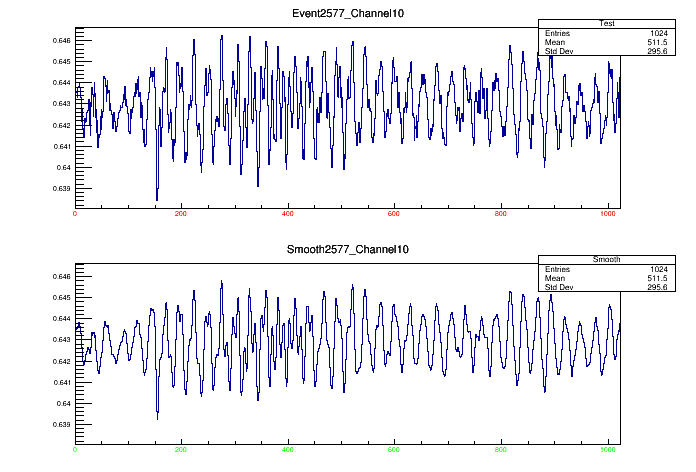 Event2577_Channel10
Test
Entries 1024
Mean 511.5
Std Dev 295.6
0.646
0.645
0.644
0.643
0.642
0.641
0.64
0.639
0 200 400 600 800 1000
Smooth2577_Channel10
Smooth
Entries 1024
Mean 511.5
Std Dev 295.6
0.646
0.645
0.644
0.643
0.642
0.641
0.64
0.639
0 200 400 600 800 1000